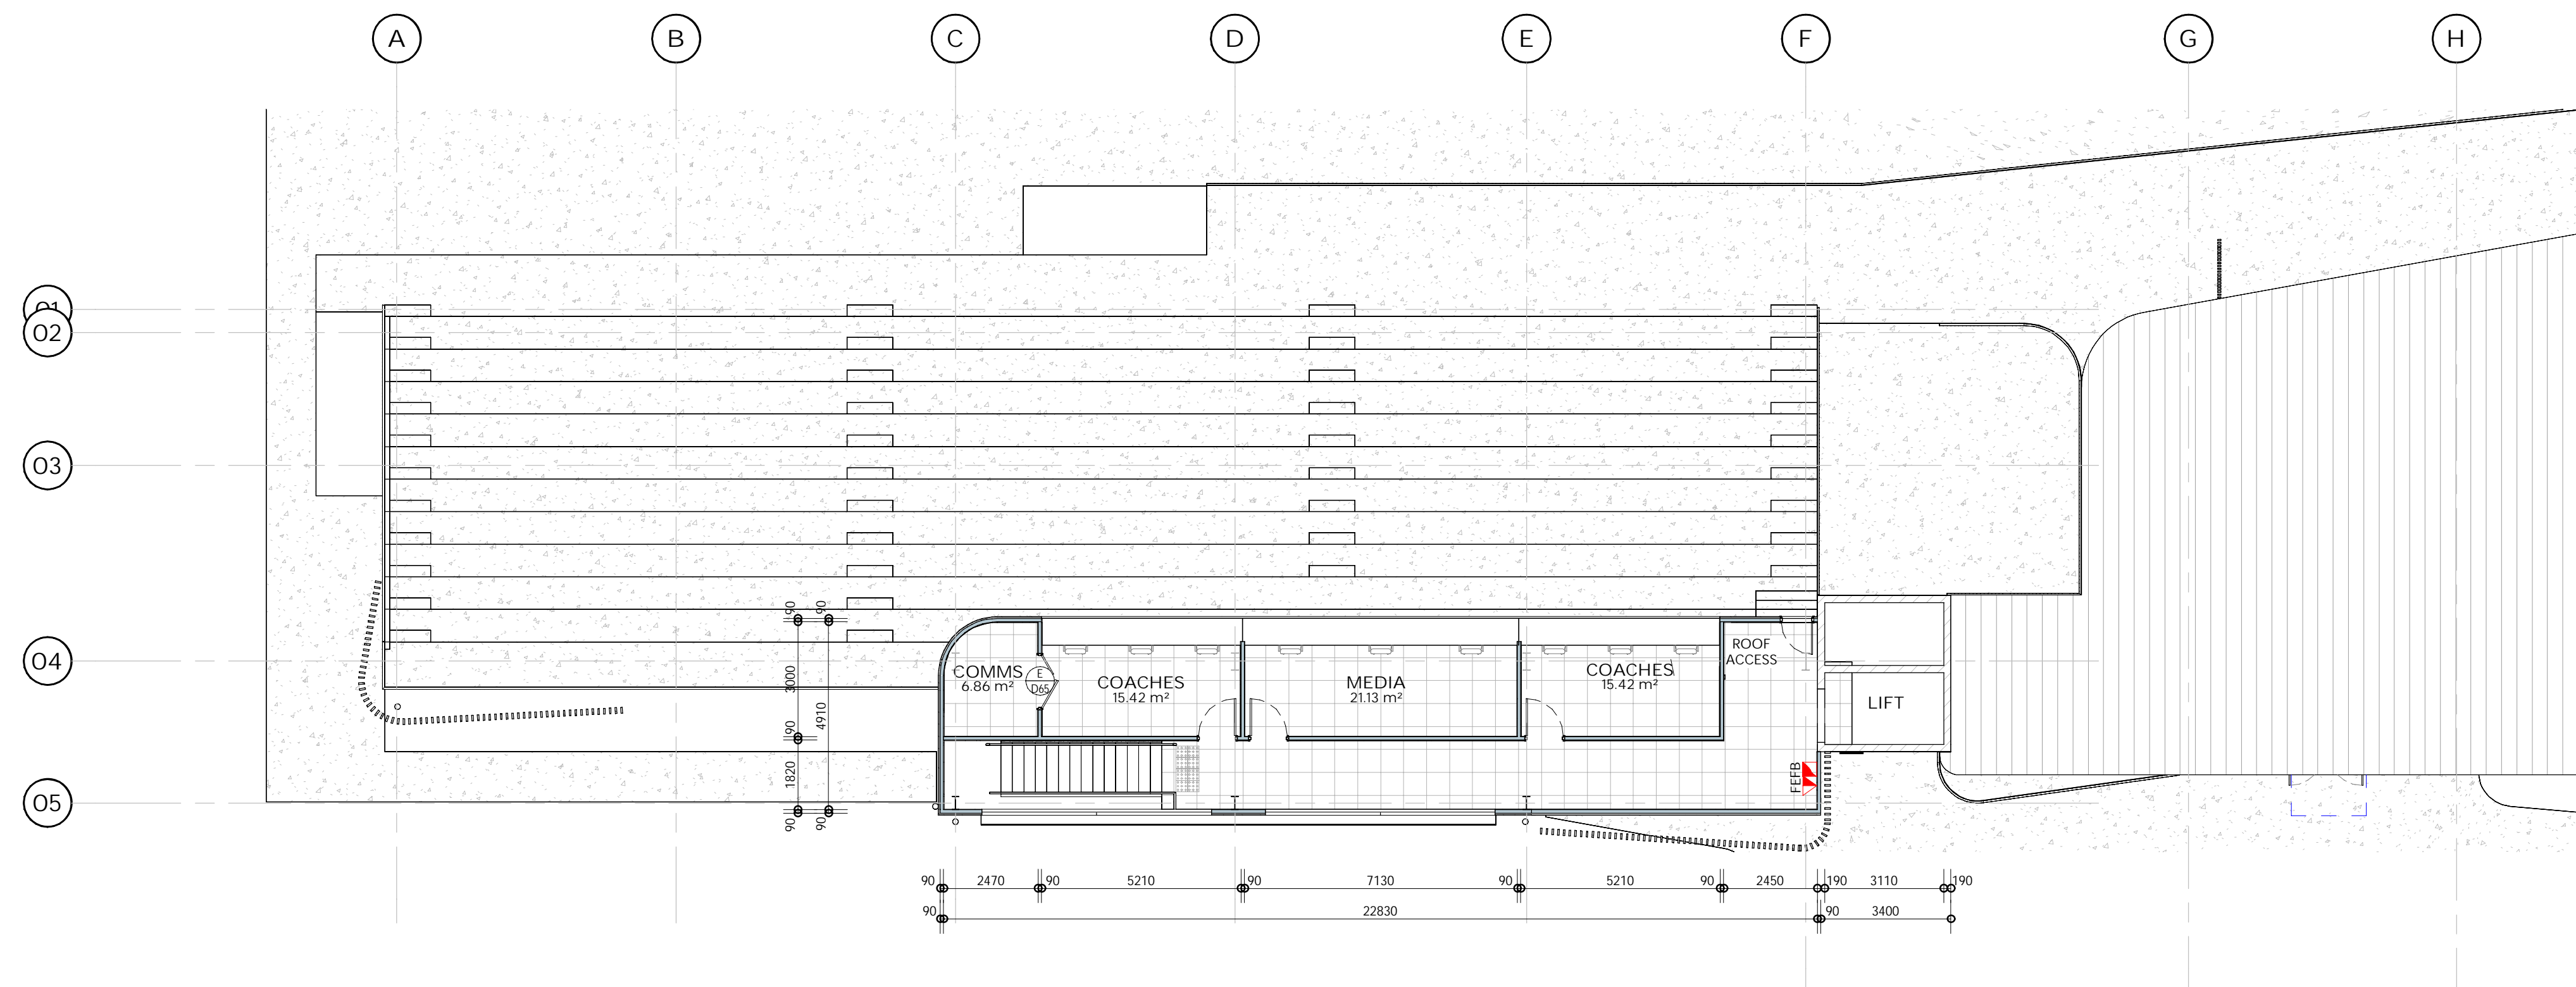 A B C D E F G H
01
02
03
04
05
90 90
3000
90
4910
1820
90 90
COMMS
6.86 m²
E
D65
COACHES
15.42 m²
MEDIA
21.13 m²
COACHES
15.42 m²
ROOF
ACCESS
LIFT
FEFB
90 2470 90 5210 90 7130 90 5210 90 2450 190 3110 190
90 22830 90 3400